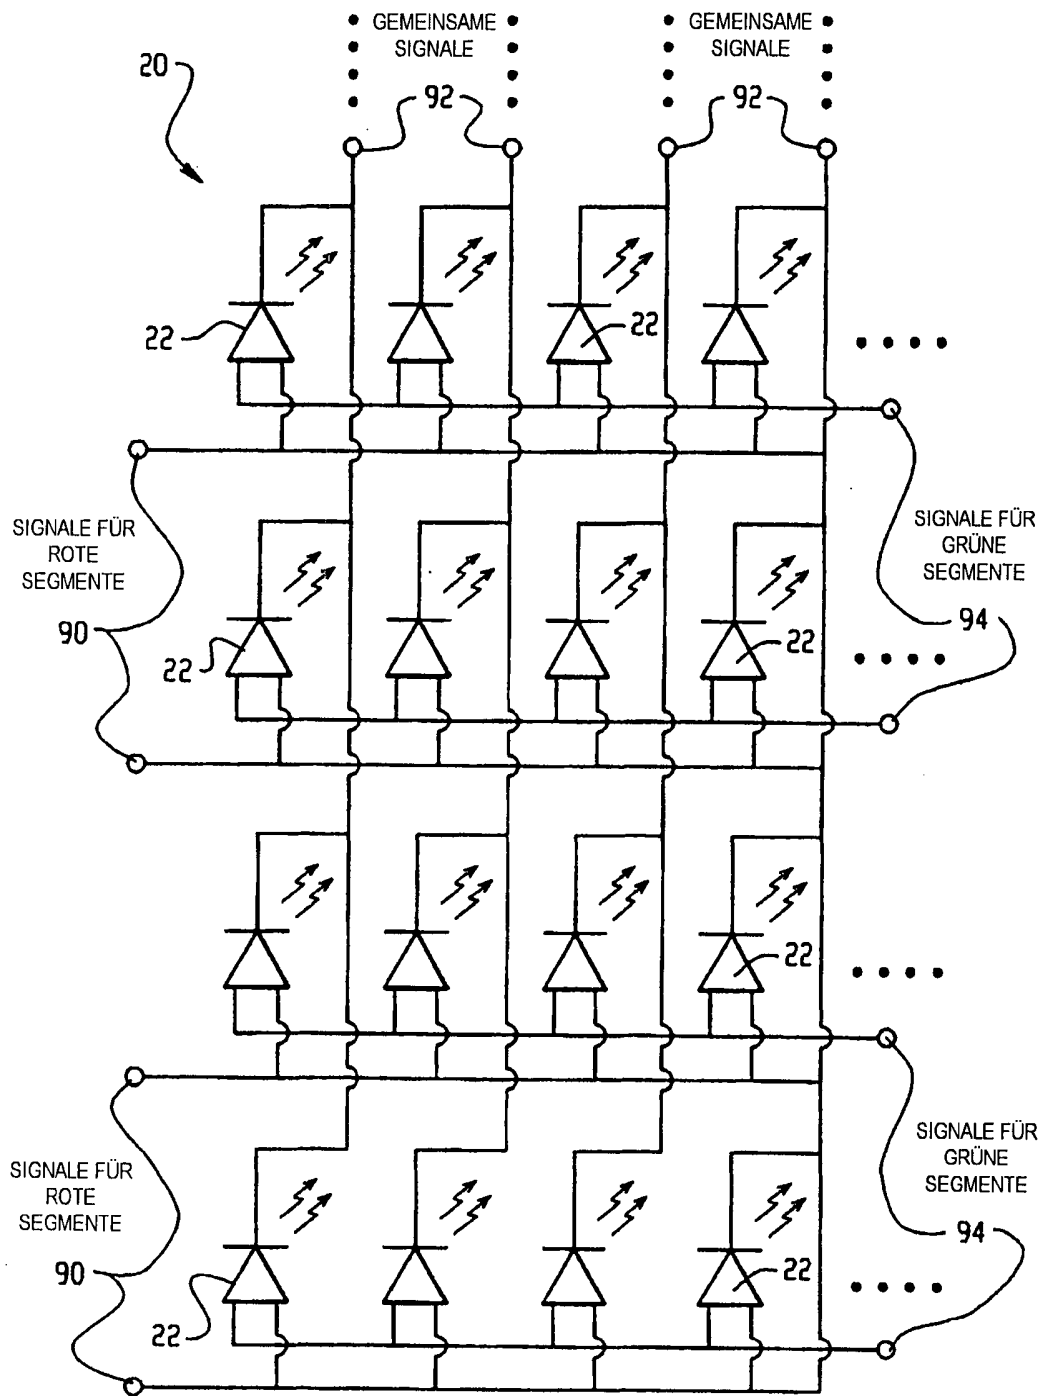 GEMEINSAME
SIGNALE
GEMEINSAME
SIGNALE
20
92
92
22
22
SIGNALE FÜR
ROTE
SEGMENTE
SIGNALE FÜR
GRÜNE
SEGMENTE
90
94
22
22
22
SIGNALE FÜR
ROTE
SEGMENTE
SIGNALE FÜR
GRÜNE
SEGMENTE
90
94
22
22